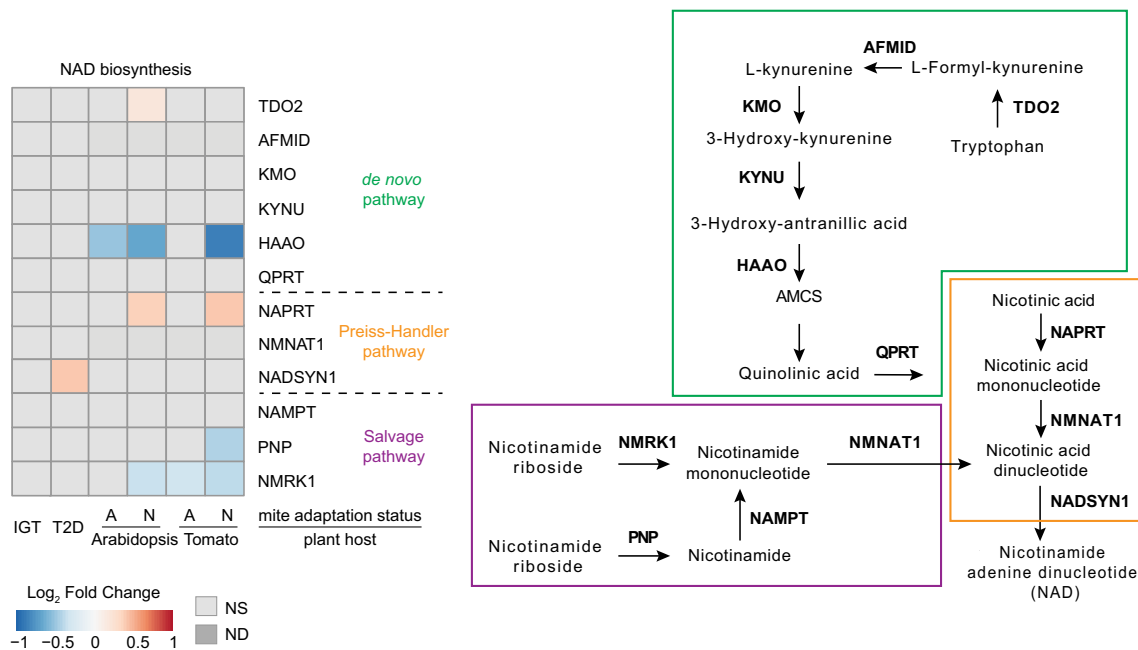 NAD biosynthesis
TDO2
AFMID
KMO
KYNU
HAAO
QPRT
NAPRT
NMNAT1
NADSYN1
NAMPT
PNP
NMRK1
de novo
pathway
Preiss-Handler
pathway
Salvage
pathway
IGT T2D A N A N
Arabidopsis Tomato
mite adaptation status
plant host
Log2 Fold Change
−1 −0.5 0 0.5 1
NS
ND
AFMID
L-kynurenine
L-Formyl-kynurenine
KMO
TDO2
3-Hydroxy-kynurenine
Tryptophan
KYNU
3-Hydroxy-antranillic acid
HAAO
AMCS
QPRT
Quinolinic acid
Nicotinic acid
NAPRT
Nicotinic acid
mononucleotide
NMNAT1
Nicotinic acid
dinucleotide
NADSYN1
Nicotinamide
adenine dinucleotide
(NAD)
Nicotinamide
riboside
NMRK1
Nicotinamide
mononucleotide
NMNAT1
NAMPT
Nicotinamide
riboside
PNP
Nicotinamide